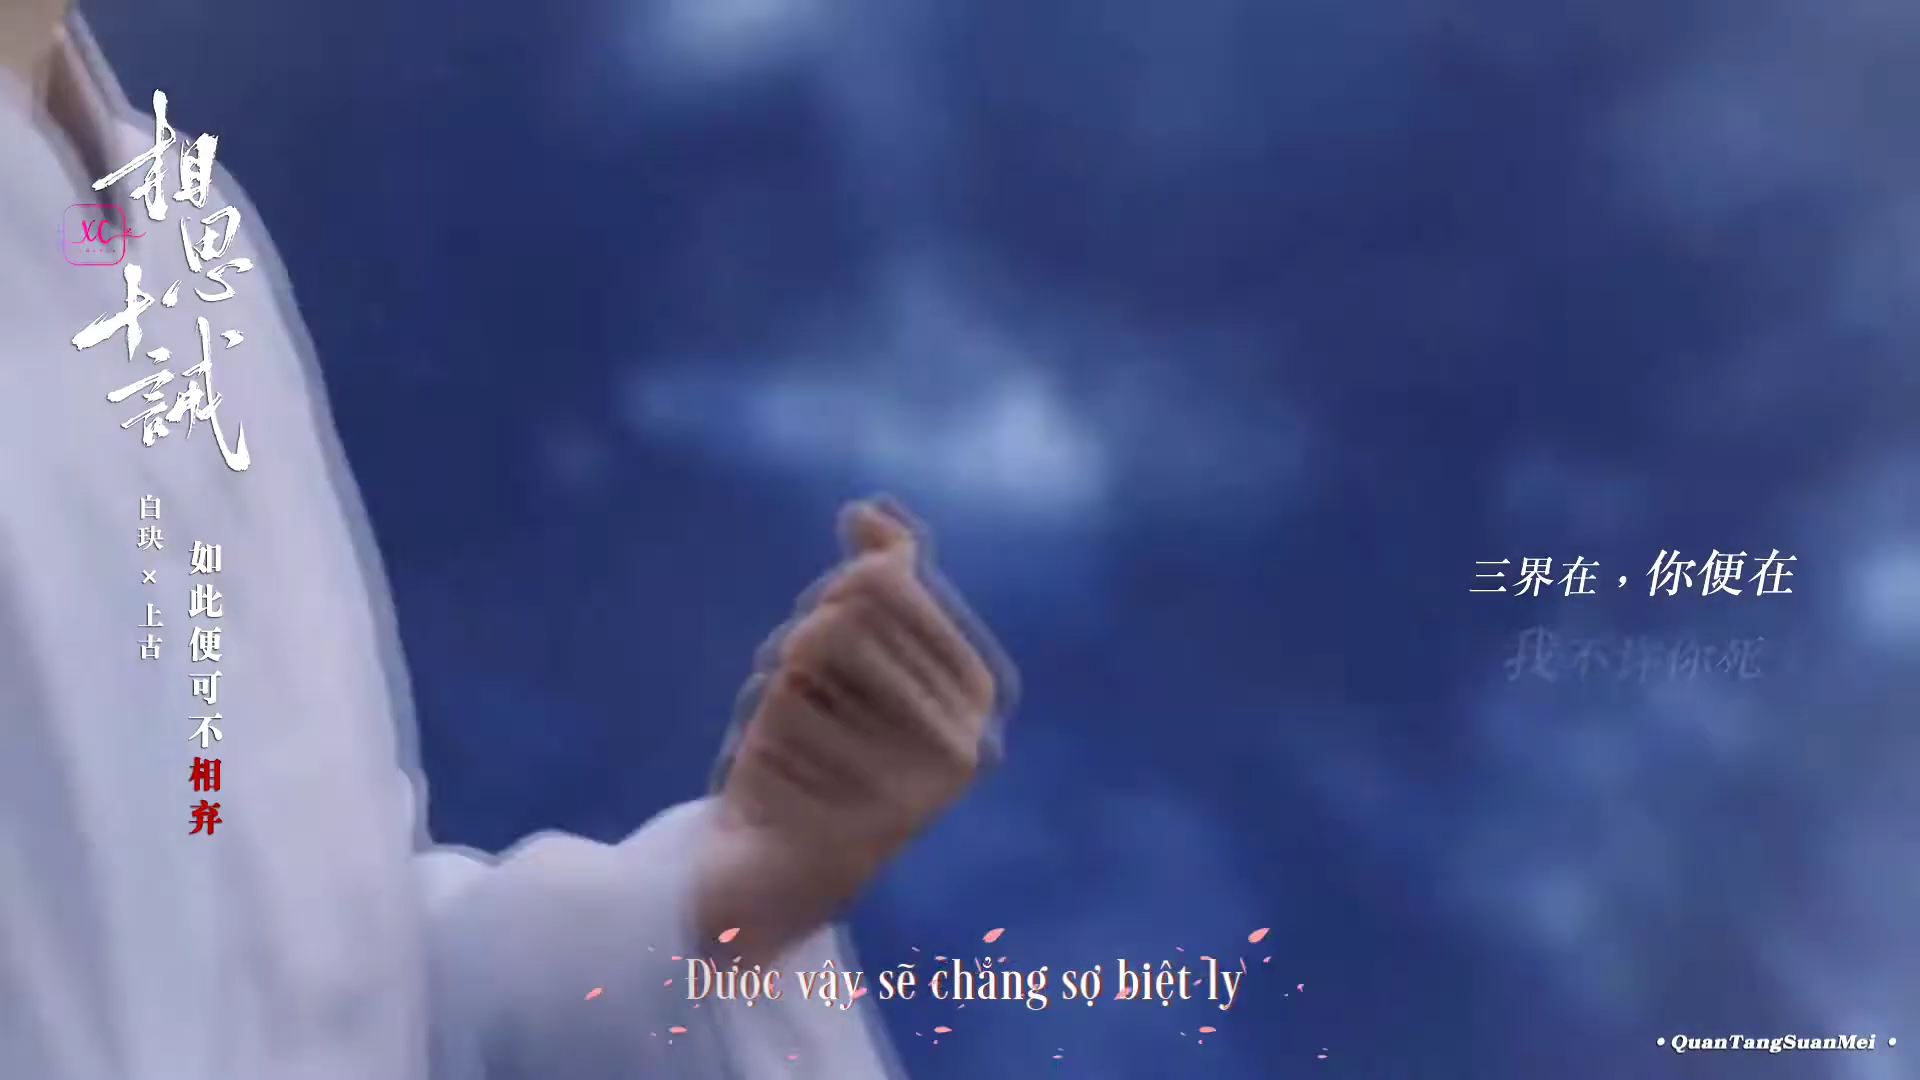 相思十誡
XC
白玦×上古
如此便可不相弃
三界在，你便在
我不许你死
Được vậy sẽ chẳng sợ biệt ly
• QuanTangSuanMei •